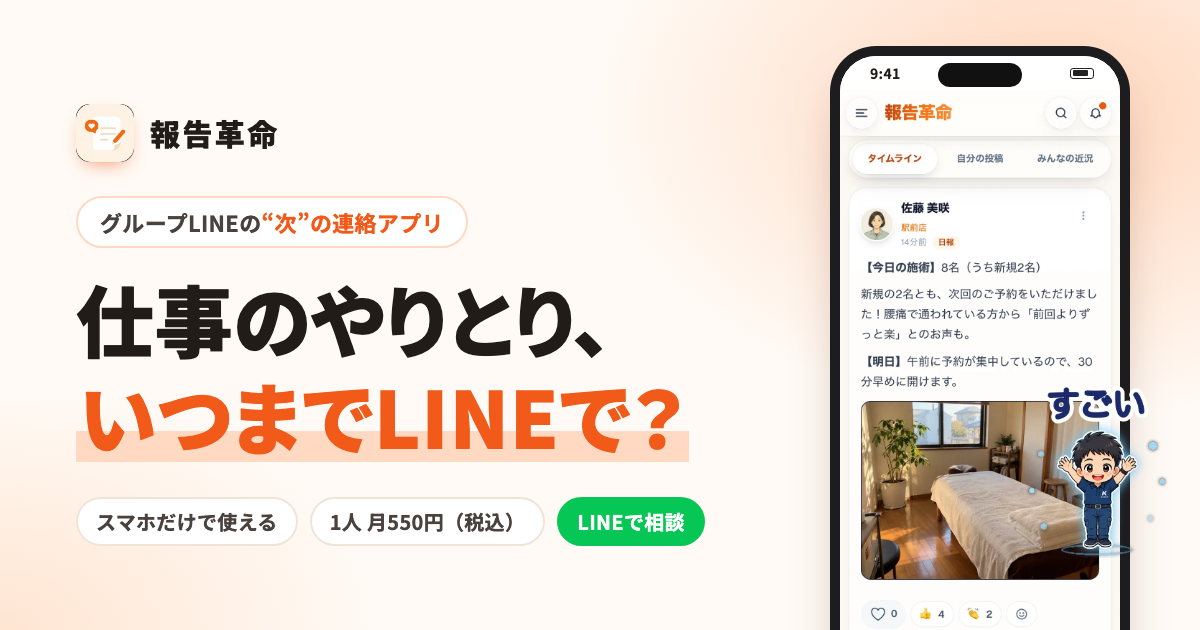 報告革命
グループLINEの“次”の連絡アプリ
仕事のやりとり、
いつまでLINEで？
スマホだけで使える
1人 月550円（税込）
LINEで相談
9:41
報告革命
タイムライン
自分の投稿
みんなの近況
佐藤 美咲
駅前店
14分前 日報
【今日の施術】8名（うち新規2名）
新規の2名とも、次回のご予約をいただけまし
た！腰痛で通われている方から「前回よりず
っと楽」とのお声も。
【明日】午前に予約が集中しているので、30
分早めに開けます。
すごい
0
4
2